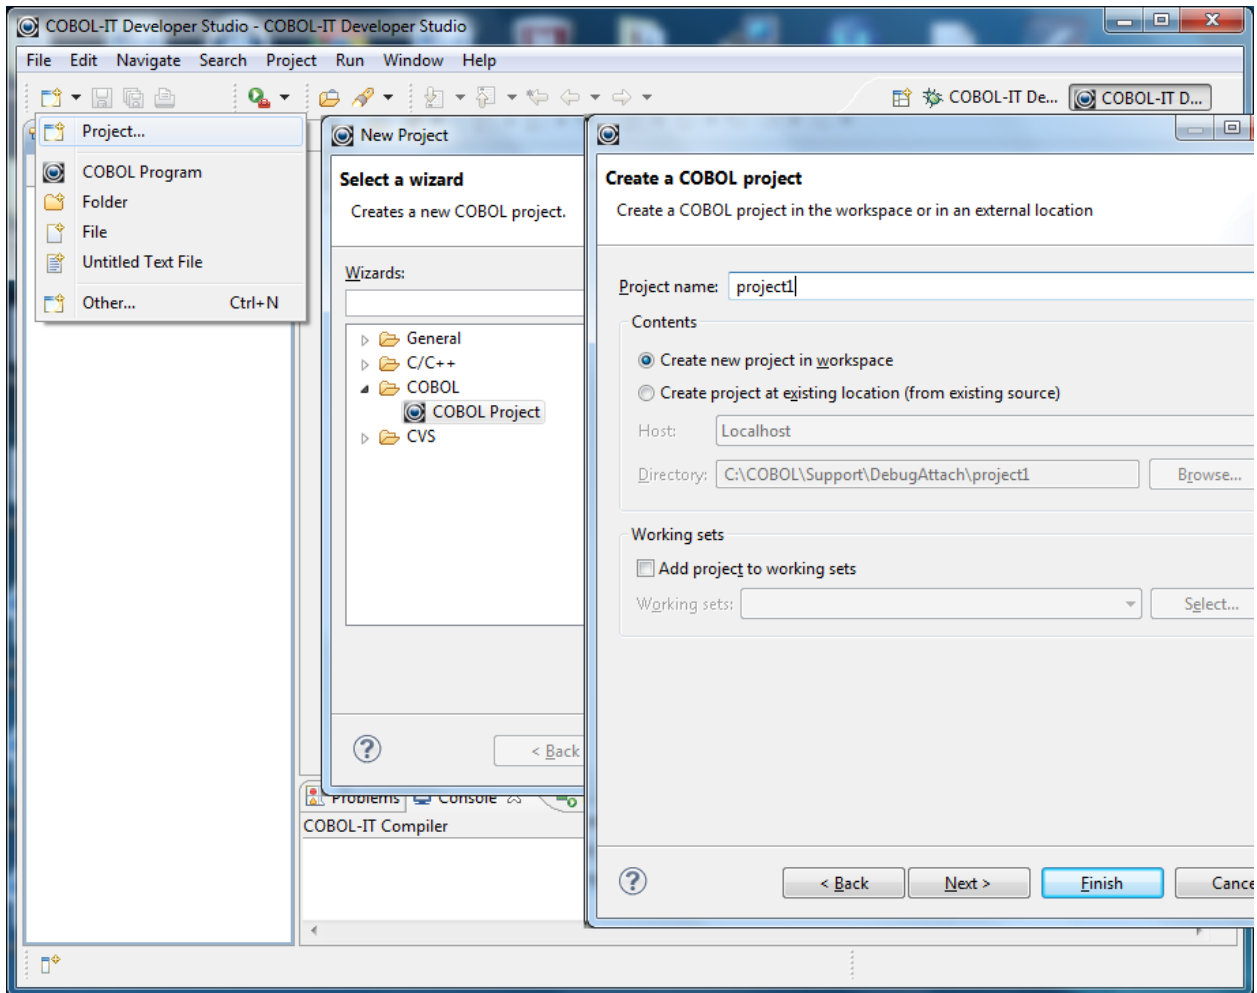 COBOL-IT Developer Studio - COBOL-IT Developer Studio
File Edit Navigate Search Project Run Window Help
COBOL-IT De... COBOL-IT D...
Project...
COBOL Program
Folder
File
Untitled Text File
Other... Ctrl+N
New Project
Select a wizard
Creates a new COBOL project.
Wizards:
General
C/C++
COBOL
COBOL Project
CVS
< Back
Create a COBOL project
Create a COBOL project in the workspace or in an external location
Project name: project1
Contents
Create new project in workspace
Create project at existing location (from existing source)
Host: Localhost
Directory: C:\COBOL\Support\DebugAttach\project1 Browse...
Working sets
Add project to working sets
Working sets: Select...
< Back Next > Finish Cance
Problems Console
COBOL-IT Compiler